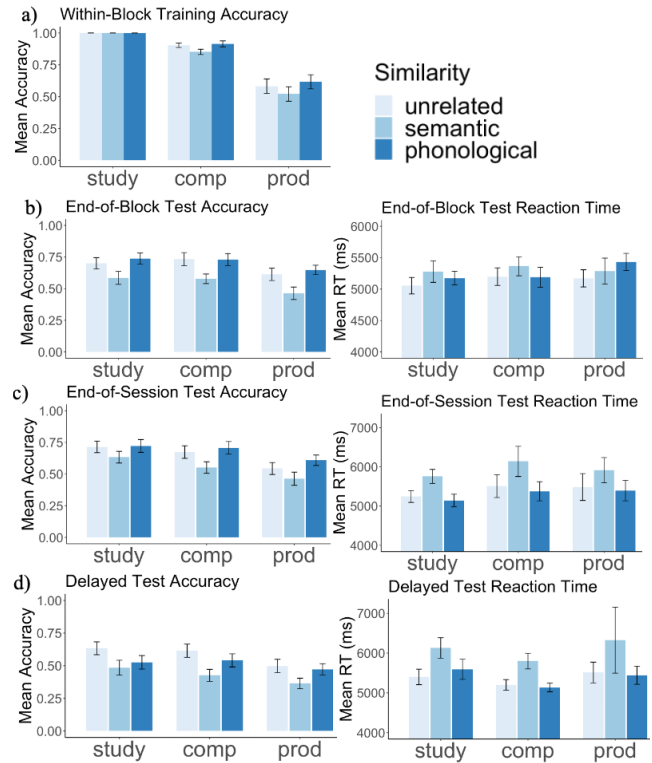 a) Within-Block Training Accuracy
Mean Accuracy
1.00
0.75
0.50
0.25
0.00
study comp prod
Similarity
unrelated
semantic
phonological
b) End-of-Block Test Accuracy
Mean Accuracy
1.00
0.75
0.50
0.25
0.00
study comp prod
End-of-Block Test Reaction Time
Mean RT (ms)
6000
5000
4000
study comp prod
c) End-of-Session Test Accuracy
Mean Accuracy
1.00
0.75
0.50
0.25
0.00
study comp prod
End-of-Session Test Reaction Time
Mean RT (ms)
7000
6000
5000
4000
study comp prod
d) Delayed Test Accuracy
Mean Accuracy
1.00
0.75
0.50
0.25
0.00
study comp prod
Delayed Test Reaction Time
Mean RT (ms)
7000
6000
5000
4000
study comp prod